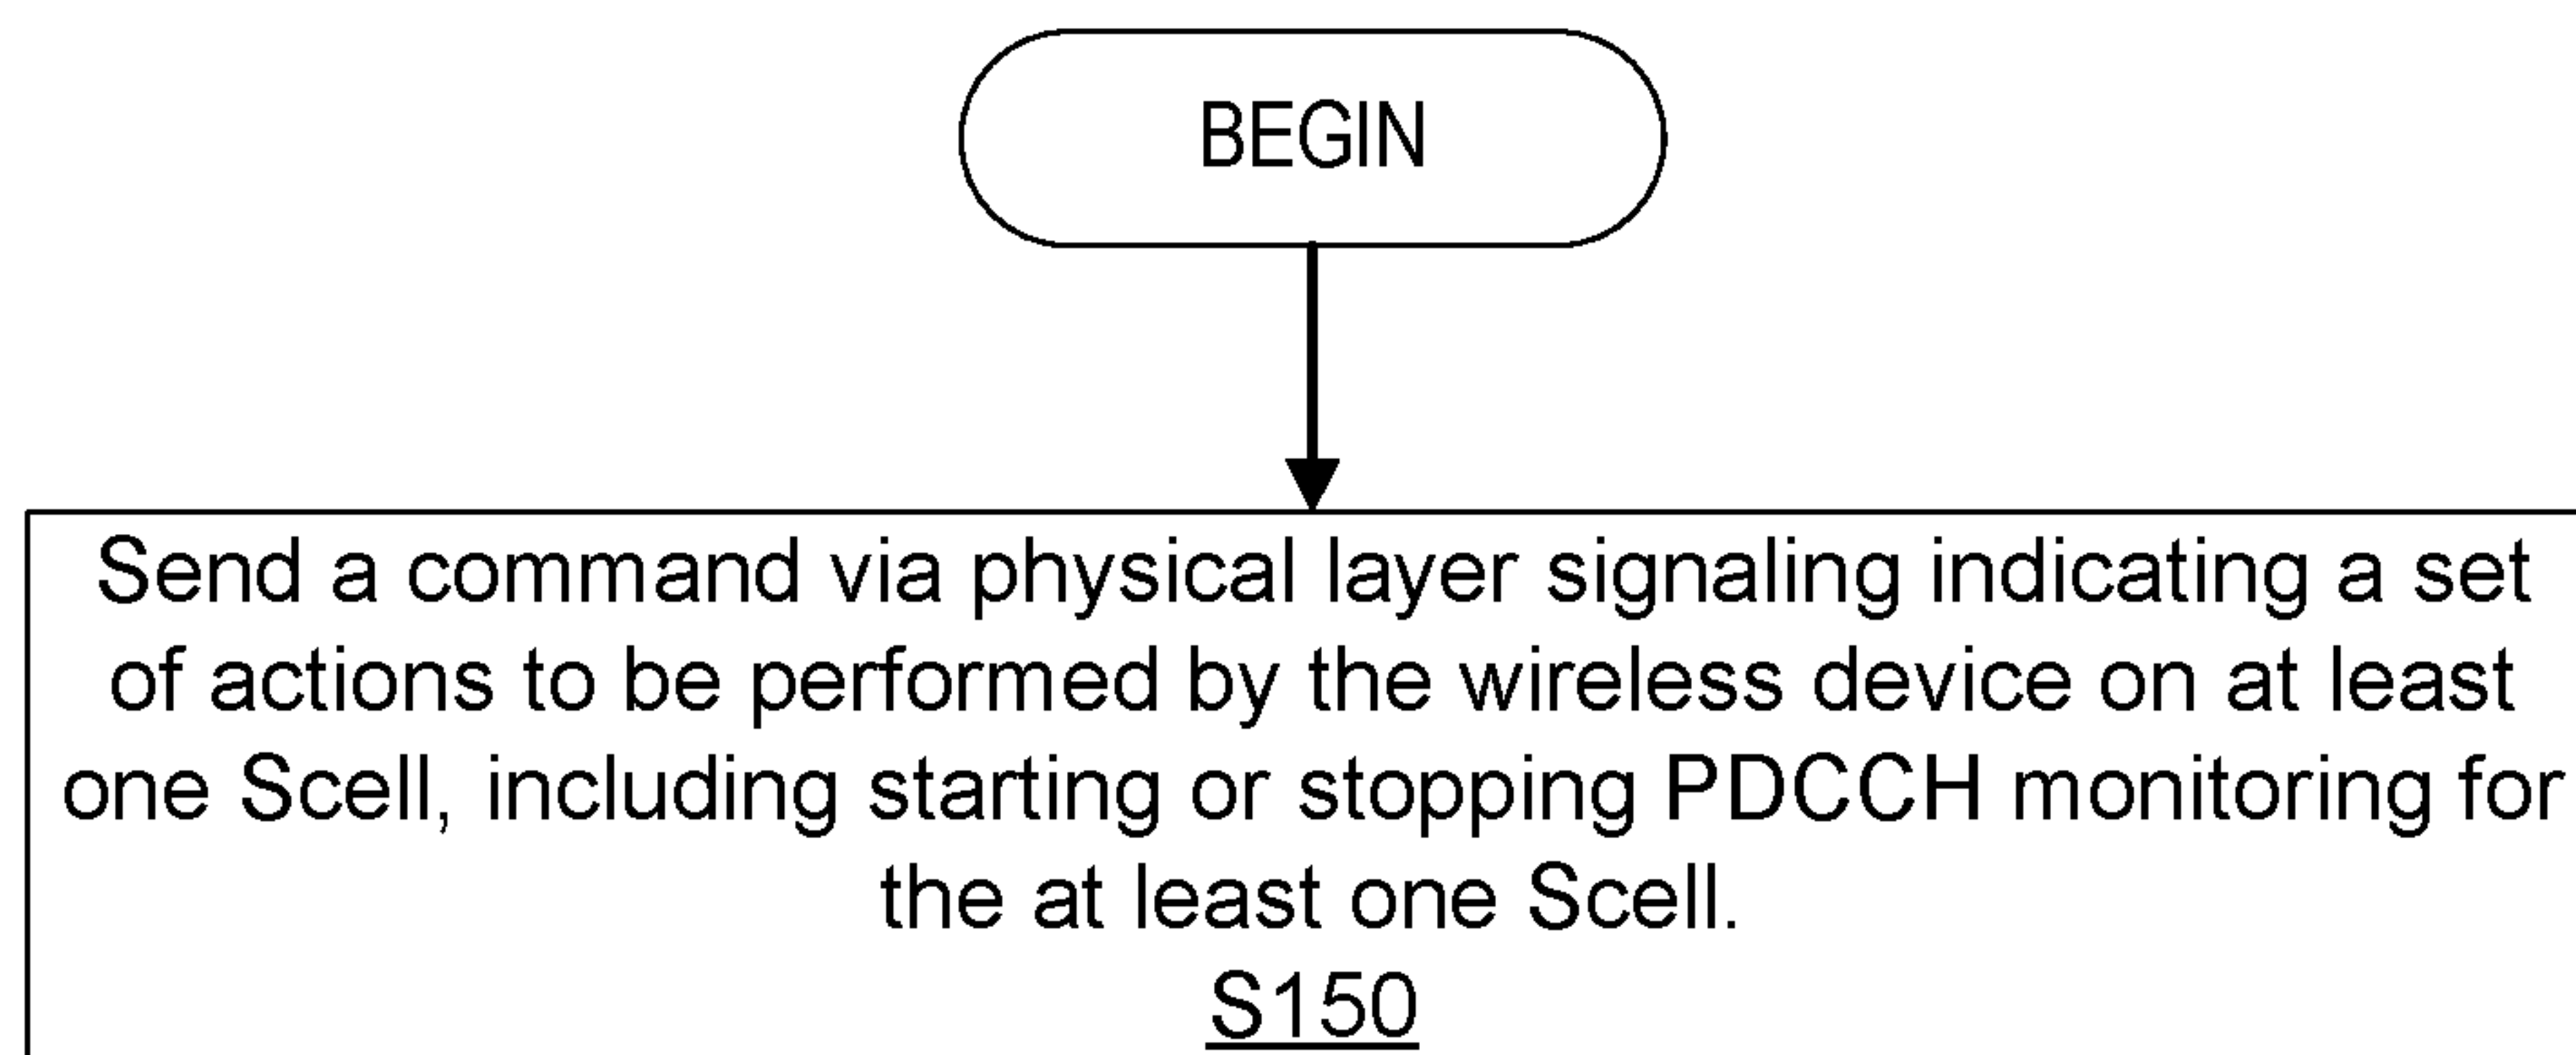 BEGIN
Send a command via physical layer signaling indicating a set
of actions to be performed by the wireless device on at least
one Scell, including starting or stopping PDCCH monitoring for
the at least one Scell.
S150